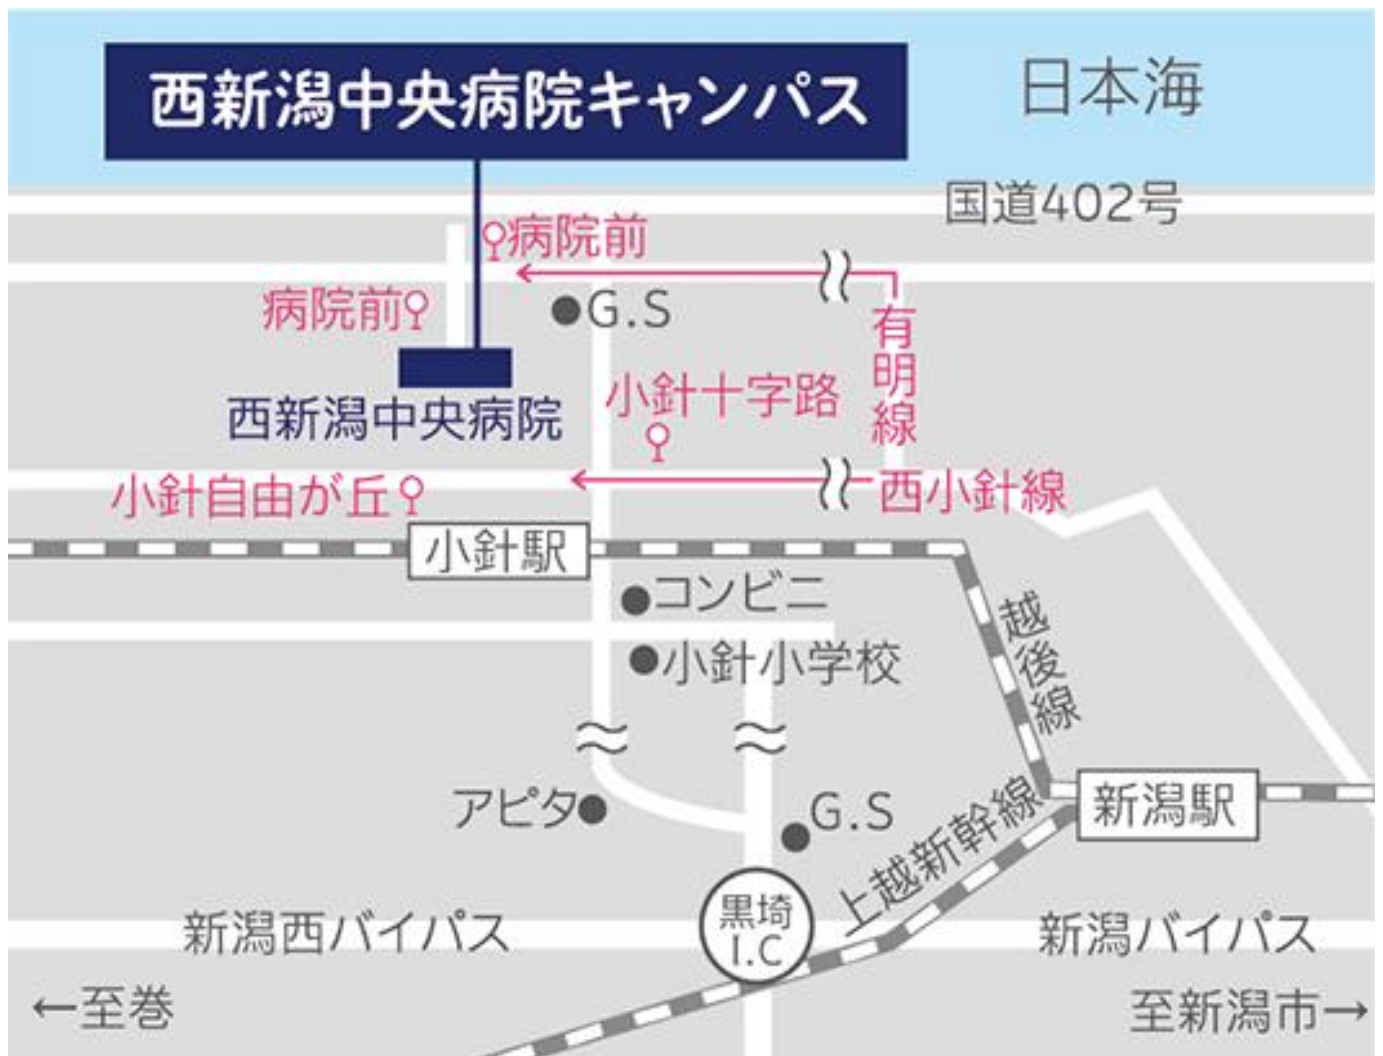 西新潟中央病院キャンパス
日本海
国道402号
病院前
病院前
G.S
有明線
西新潟中央病院
小針十字路
小針自由が丘
西小針線
小針駅
コンビニ
小針小学校
越後線
アピタ
G.S
新潟駅
上越新幹線
黒埼
I.C
新潟西バイパス
新潟バイパス
←至巻
至新潟市→